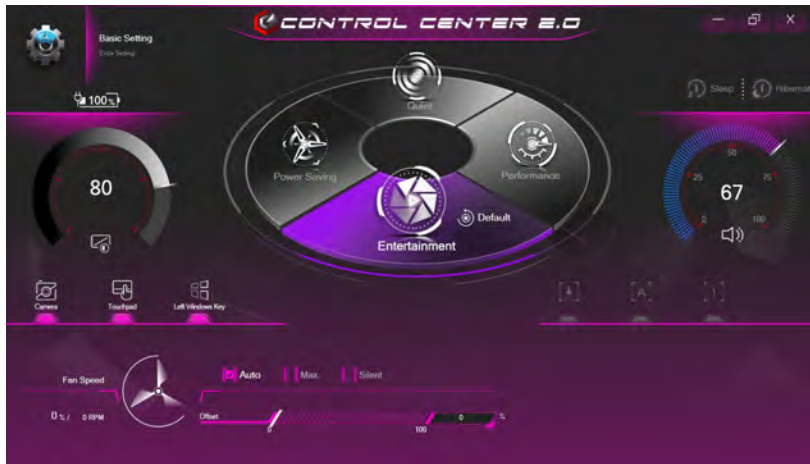 CONTROL CENTER 2.0
Basic Setting
100%
Sleep
Hibernat
Quiet
Power Saving
Performance
Default
Entertainment
80
50
25
75
67
0
100
Camera
Touchpad
Left Windows Key
A
1
Fan Speed
Auto
Max.
Silent
0 % / 0 RPM
Offset
0
%
0
100